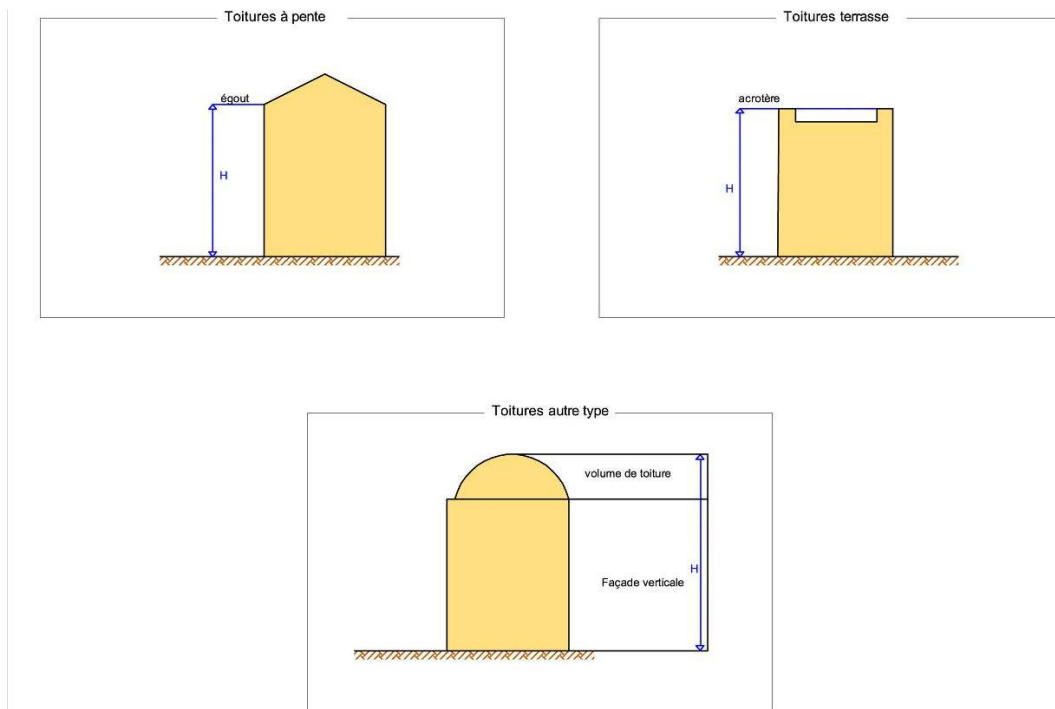 Toitures à pente
égout
H
Toitures terrasse
acrotère
H
Toitures autre type
volume de toiture
H
Façade verticale